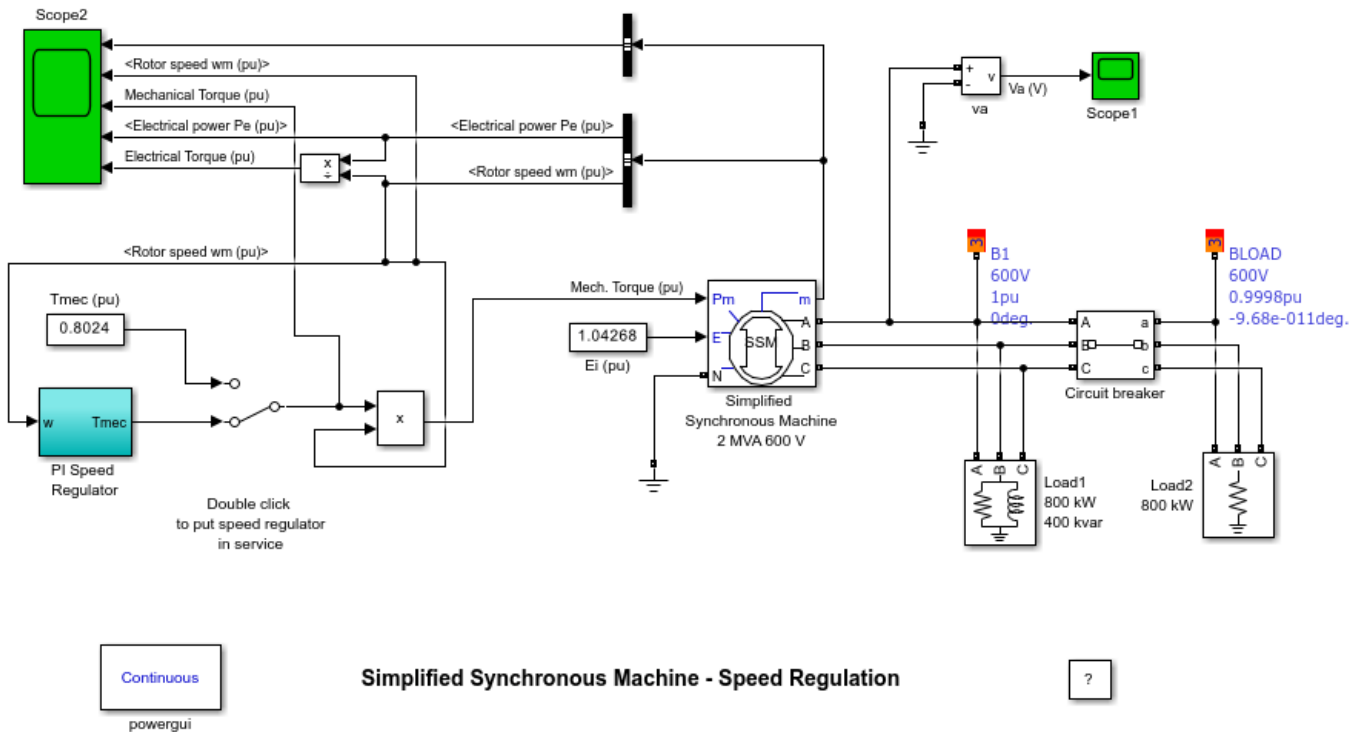 Scope2
<Rotor speed wm (pu)>
Mechanical Torque (pu)
<Electrical power Pe (pu)>
<Electrical power Pe (pu)>
Electrical Torque (pu)
x
÷
<Rotor speed wm (pu)>
<Rotor speed wm (pu)>
+
-
v
va
Va (V)
Scope1
Tmec (pu)
0.8024
w
Tmec
PI Speed
Regulator
Double click
to put speed regulator
in service
x
Mech. Torque (pu)
1.04268
Ei (pu)
Pm
E
N
m
A
B
C
SSM
Simplified
Synchronous Machine
2 MVA 600 V
3
B1
600V
1pu
0deg.
A
B
C
a
b
c
Circuit breaker
3
BLOAD
600V
0.9998pu
-9.68e-011deg.
A
B
C
Load1
800 kW
400 kvar
A
B
C
Load2
800 kW
Continuous
powergui
Simplified Synchronous Machine - Speed Regulation
?